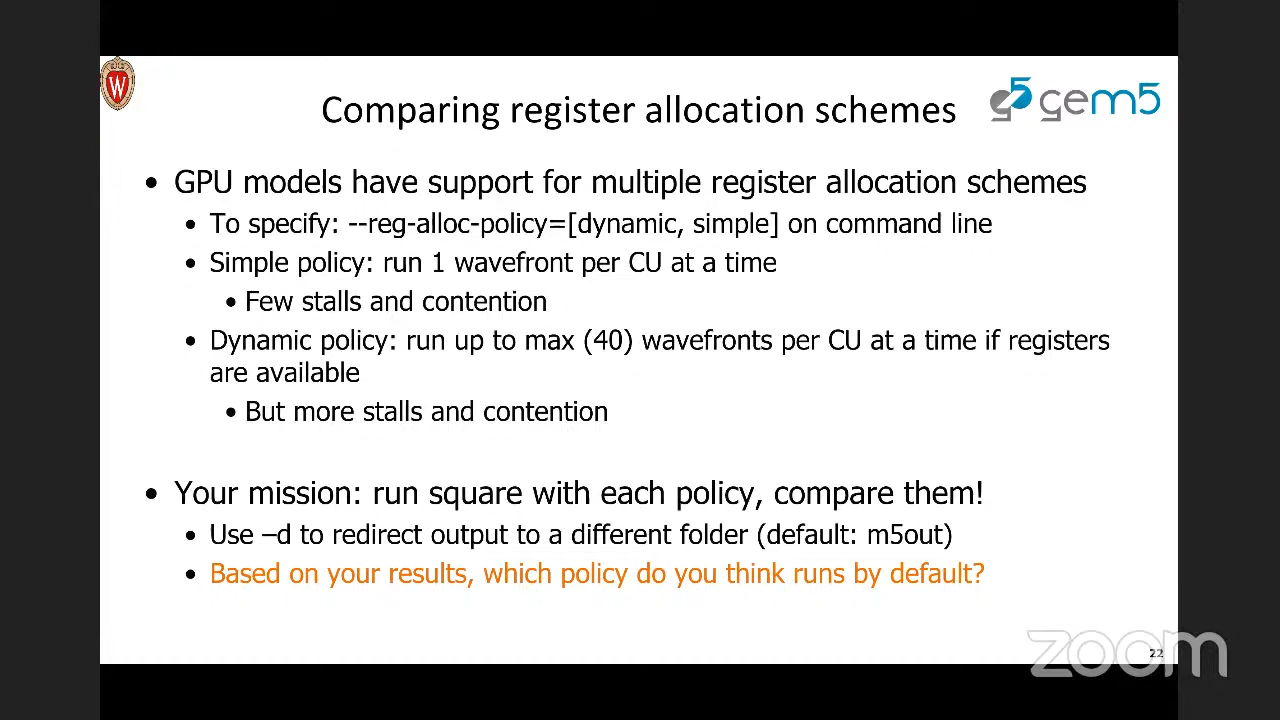 W
Comparing register allocation schemes
gem5
• GPU models have support for multiple register allocation schemes
• To specify: --reg-alloc-policy=[dynamic, simple] on command line
• Simple policy: run 1 wavefront per CU at a time
• Few stalls and contention
• Dynamic policy: run up to max (40) wavefronts per CU at a time if registers
are available
• But more stalls and contention
• Your mission: run square with each policy, compare them!
• Use –d to redirect output to a different folder (default: m5out)
• Based on your results, which policy do you think runs by default?
zoom
22